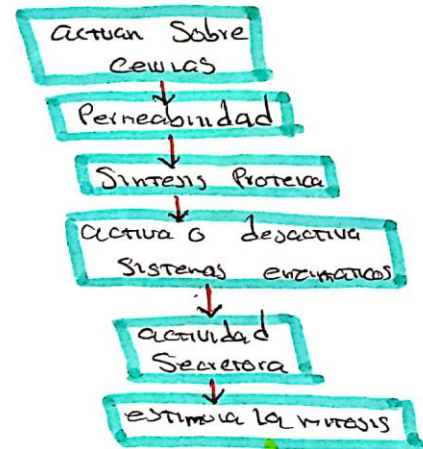 actuan Sobre
Celulas
Permeabilidad
Sintesis Proteica
activa o desactiva
Sistemas enzimaticos
actividad
Secretora
estimula la mitosis